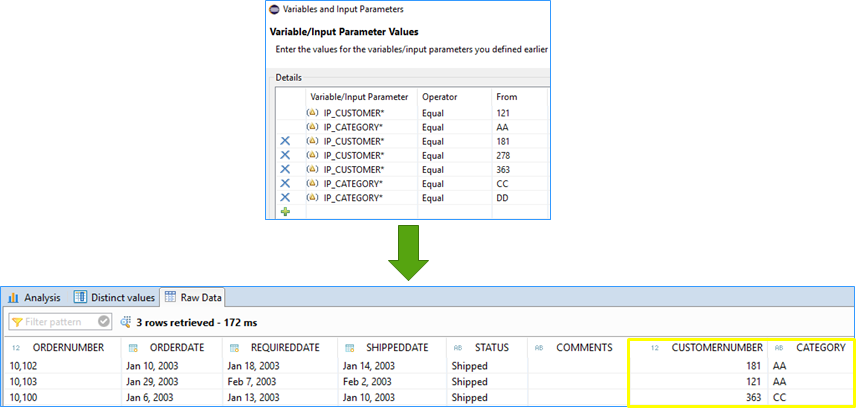 Variables and Input Parameters
Variable/Input Parameter Values
Enter the values for the variables/input parameters you defined earlier
Details
Variable/Input Parameter Operator From
IP_CUSTOMER* Equal 121
IP_CATEGORY* Equal AA
IP_CUSTOMER* Equal 181
IP_CUSTOMER* Equal 278
IP_CUSTOMER* Equal 363
IP_CATEGORY* Equal CC
IP_CATEGORY* Equal DD
Analysis Distinct values Raw Data
Filter pattern 3 rows retrieved - 172 ms
12 ORDERNUMBER ORDERDATE REQUIREDDATE SHIPPEDDATE AB STATUS AB COMMENTS 12 CUSTOMERNUMBER AB CATEGORY
10,102 Jan 10, 2003 Jan 18, 2003 Jan 14, 2003 Shipped 181 AA
10,103 Jan 29, 2003 Feb 7, 2003 Feb 2, 2003 Shipped 121 AA
10,100 Jan 6, 2003 Jan 13, 2003 Jan 10, 2003 Shipped 363 CC